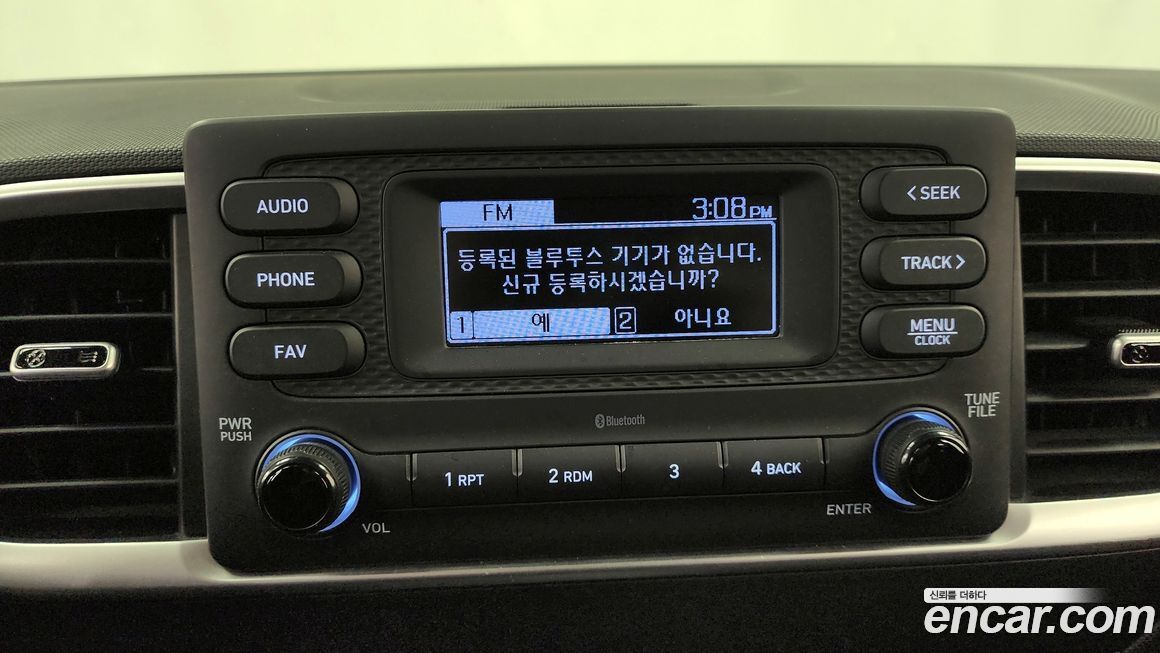 AUDIO
PHONE
FAV
FM 3:08 PM
등록된 블루투스 기기가 없습니다.
신규 등록하시겠습니까?
1 예 2 아니요
< SEEK
TRACK >
MENU
CLOCK
Bluetooth
PWR
PUSH
VOL
1 RPT
2 RDM
3
4 BACK
TUNE
FILE
ENTER
신뢰를 더하다
encar.com